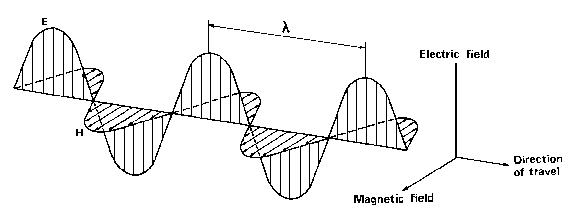 E
λ
H
Electric field
Direction
of travel
Magnetic field